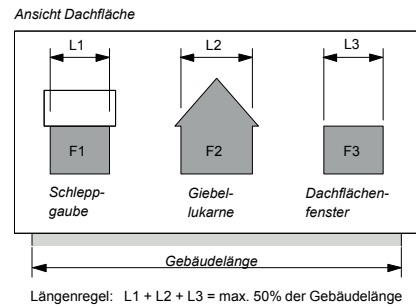 Ansicht Dachfläche
L1 L2 L3
F1 F2 F3
Schlepp-
gaube
Giebel-
lukarne
Dachflächen-
fenster
Gebäudelänge
Längenregel: L1 + L2 + L3 = max. 50% der Gebäudelänge